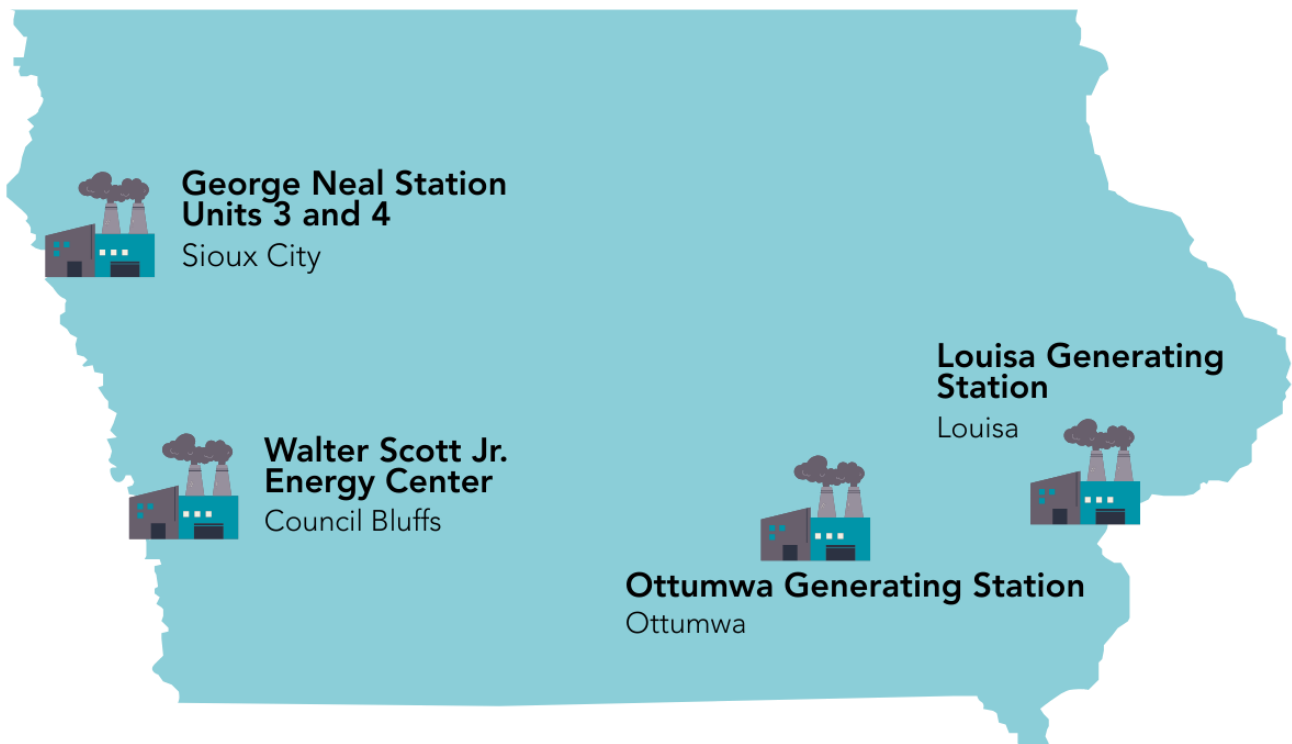 George Neal Station
Units 3 and 4
Sioux City
Louisa Generating
Station
Louisa
Walter Scott Jr.
Energy Center
Council Bluffs
Ottumwa Generating Station
Ottumwa